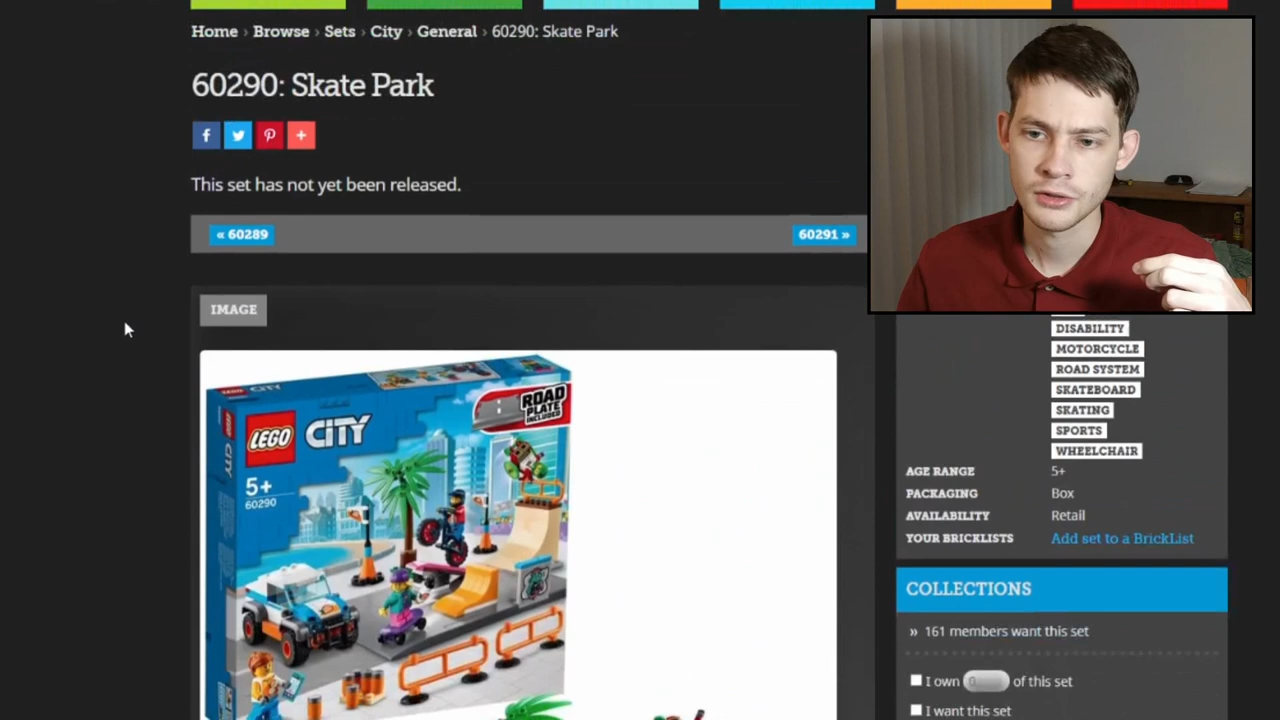 Home › Browse › Sets › City › General › 60290: Skate Park
60290: Skate Park
This set has not yet been released.
« 60289
60291 »
IMAGE
LEGO CITY
ROAD PLATE INCLUDED
LEGO CITY
5+
60290
DISABILITY
MOTORCYCLE
ROAD SYSTEM
SKATEBOARD
SKATING
SPORTS
WHEELCHAIR
AGE RANGE 5+
PACKAGING Box
AVAILABILITY Retail
YOUR BRICKLISTS Add set to a BrickList
COLLECTIONS
» 161 members want this set
I own 0 of this set
I want this set